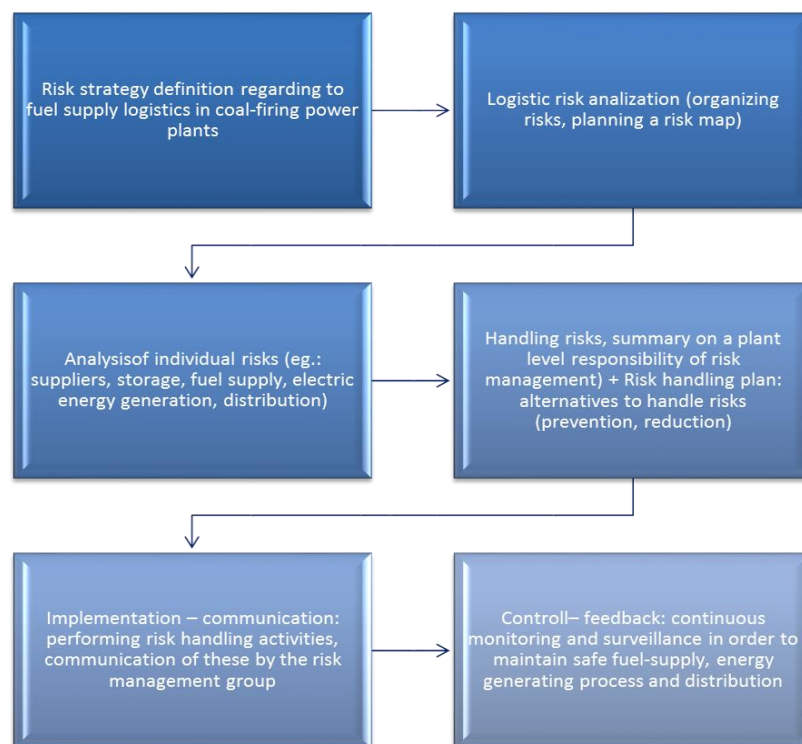 Risk strategy definition regarding to
fuel supply logistics in coal-firing power
plants
Logistic risk analization (organizing
risks, planning a risk map)
Analysisof individual risks (eg.:
suppliers, storage, fuel supply, electric
energy generation, distribution)
Handling risks, summary on a plant
level responsibility of risk
management) + Risk handling plan:
alternatives to handle risks
(prevention, reduction)
Implementation – communication:
performing risk handling activities,
communication of these by the risk
management group
Controll– feedback: continuous
monitoring and surveillance in order to
maintain safe fuel-supply, energy
generating process and distribution